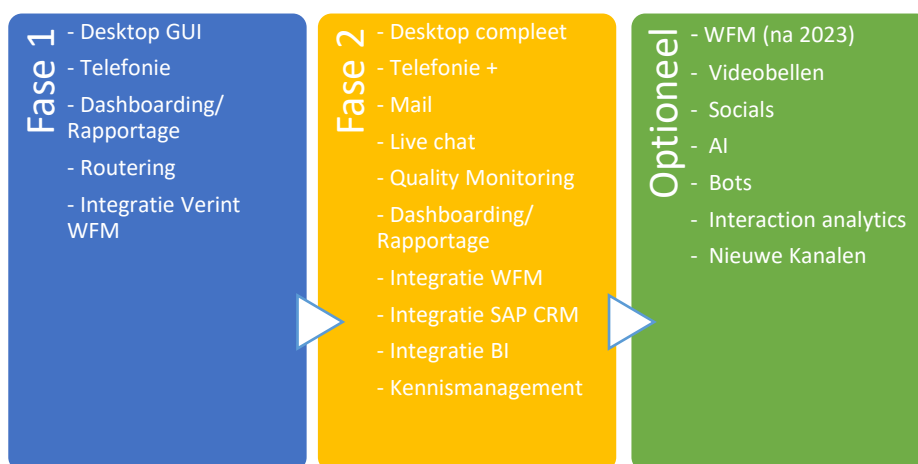 Fase 1
- Desktop GUI
- Telefonie
- Dashboarding/
Rapportage
- Routering
- Integratie Verint
WFM
Fase 2
- Desktop compleet
- Telefonie +
- Mail
- Live chat
- Quality Monitoring
- Dashboarding/
Rapportage
- Integratie WFM
- Integratie SAP CRM
- Integratie BI
- Kennismanagement
Optioneel
- WFM (na 2023)
- Videobellen
- Socials
- AI
- Bots
- Interaction analytics
- Nieuwe Kanalen